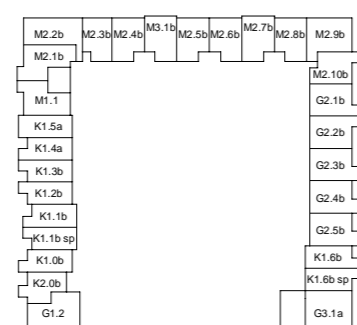 M2.2b
M2.3b
M2.4b
M3.1b
M2.5b
M2.6b
M2.7b
M2.8b
M2.9b
M2.1b
M1.1
K1.5a
K1.4a
K1.3b
K1.2b
K1.1b
K1.1b sp
K1.0b
K2.0b
G1.2
M2.10b
G2.1b
G2.2b
G2.3b
G2.4b
G2.5b
K1.6b
K1.6b sp
G3.1a